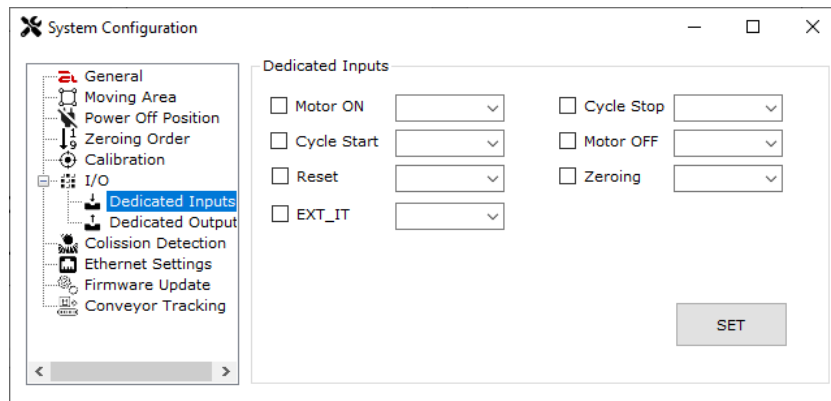 System Configuration
General
Moving Area
Power Off Position
Zeroing Order
Calibration
I/O
Dedicated Inputs
Dedicated Output
Colission Detection
Ethernet Settings
Firmware Update
Conveyor Tracking
Dedicated Inputs
Motor ON
Cycle Stop
Cycle Start
Motor OFF
Reset
Zeroing
EXT_IT
SET